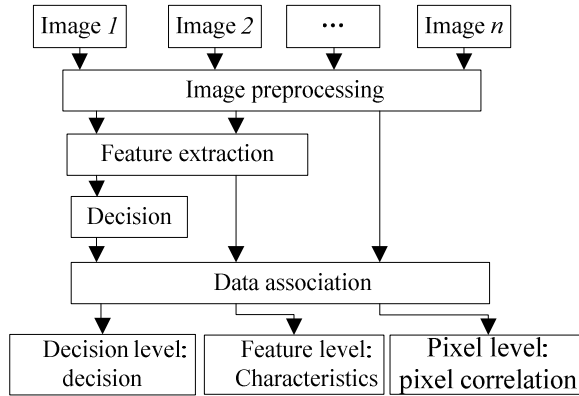 Image 1
Image 2
...
Image n
Image preprocessing
Feature extraction
Decision
Data association
Decision level:
decision
Feature level:
Characteristics
Pixel level:
pixel correlation